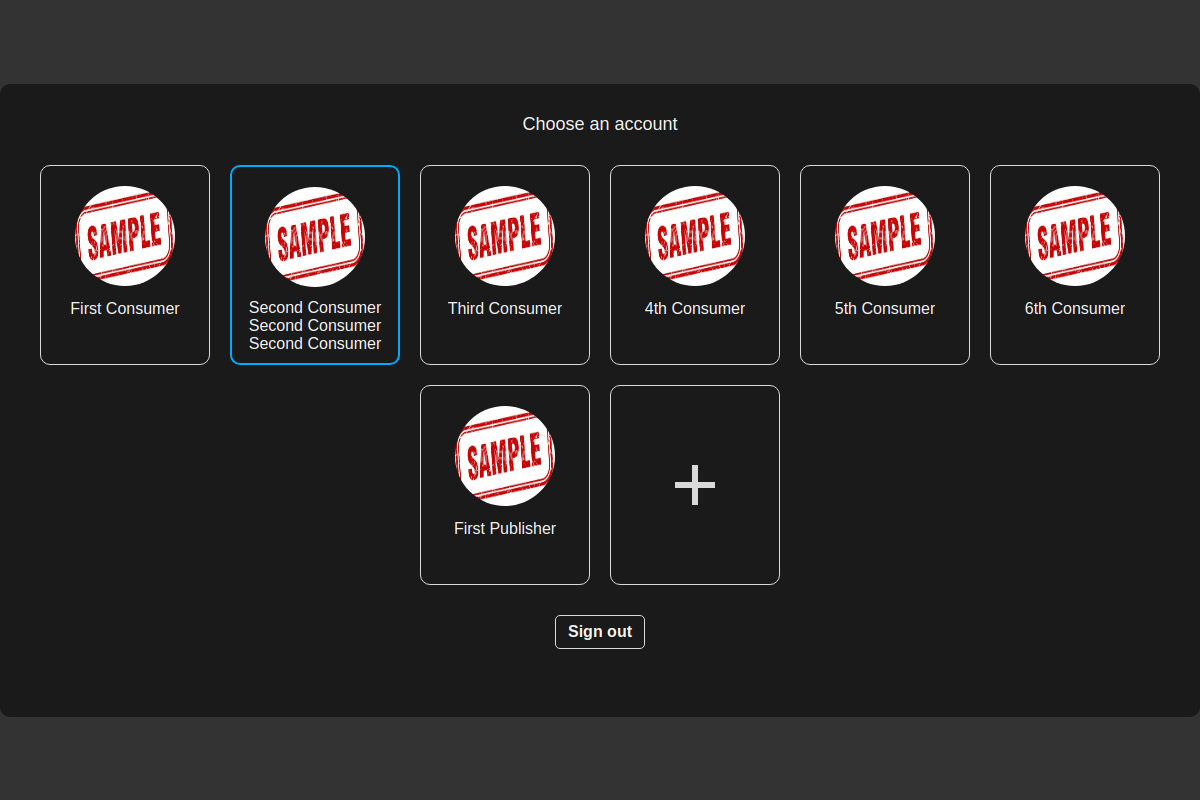 Choose an account
SAMPLE
SAMPLE
SAMPLE
SAMPLE
SAMPLE
SAMPLE
First Consumer
Second Consumer
Second Consumer
Second Consumer
Third Consumer
4th Consumer
5th Consumer
6th Consumer
SAMPLE
First Publisher
Sign out